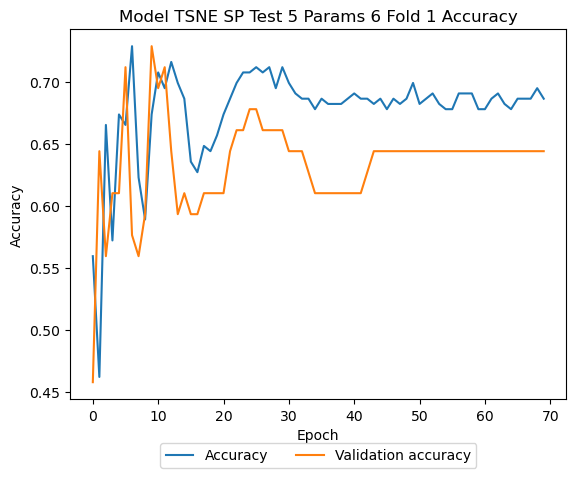 Model TSNE SP Test 5 Params 6 Fold 1 Accuracy
0.70
0.65
0.60
0.55
0.50
0.45
Accuracy
0 10 20 30 40 50 60 70
Epoch
Accuracy Validation accuracy